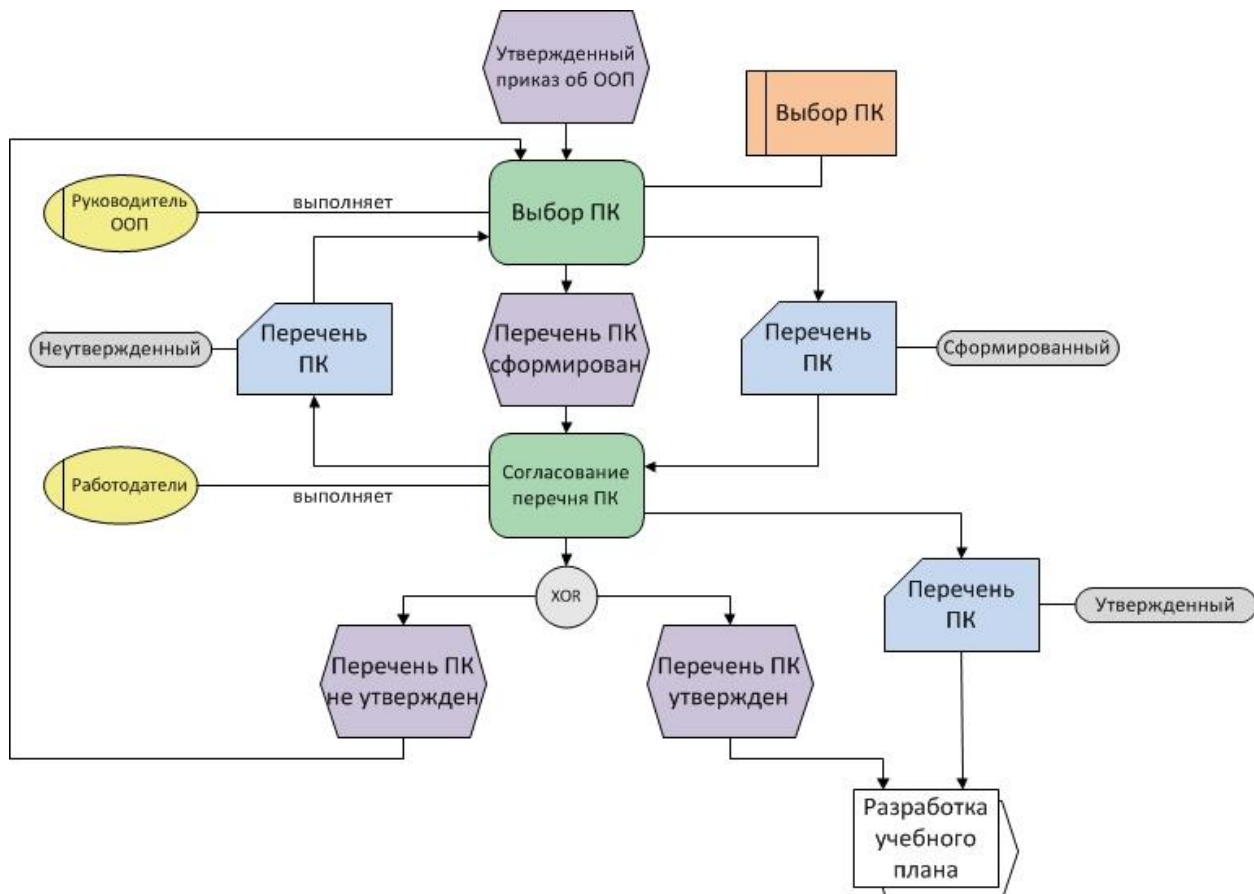 Утвержденный
приказ об ООП
Выбор ПК
Руководитель
ООП
выполняет
Выбор ПК
Неутвержденный
Перечень
ПК
Перечень ПК
сформирован
Перечень
ПК
Сформированный
Работодатели
выполняет
Согласование
перечня ПК
XOR
Перечень
ПК
Утвержденный
Перечень ПК
не утвержден
Перечень ПК
утвержден
Разработка
учебного
плана